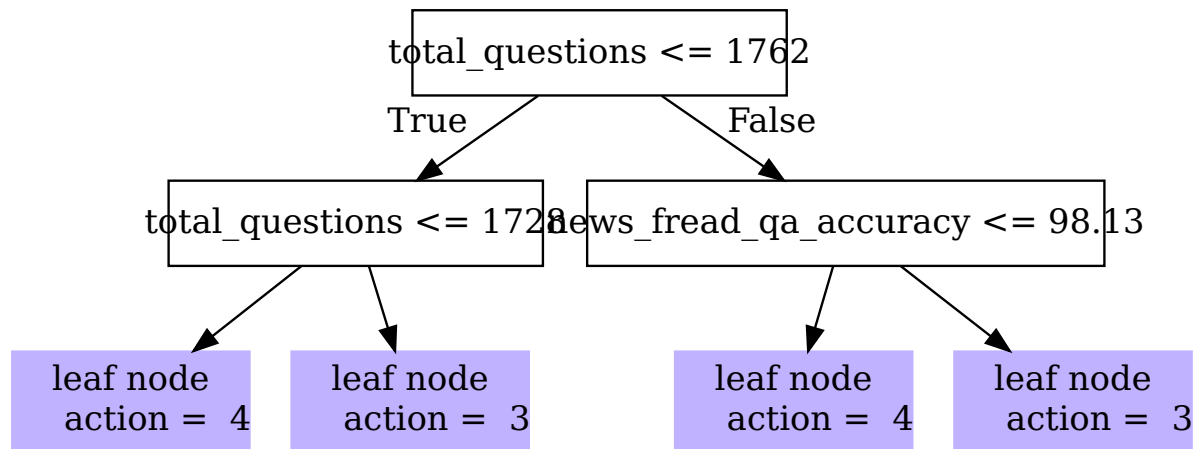 total_questions <= 1762
True
False
total_questions <= 1728
news_fread_qa_accuracy <= 98.13
leaf node
action = 4
leaf node
action = 3
leaf node
action = 4
leaf node
action = 3